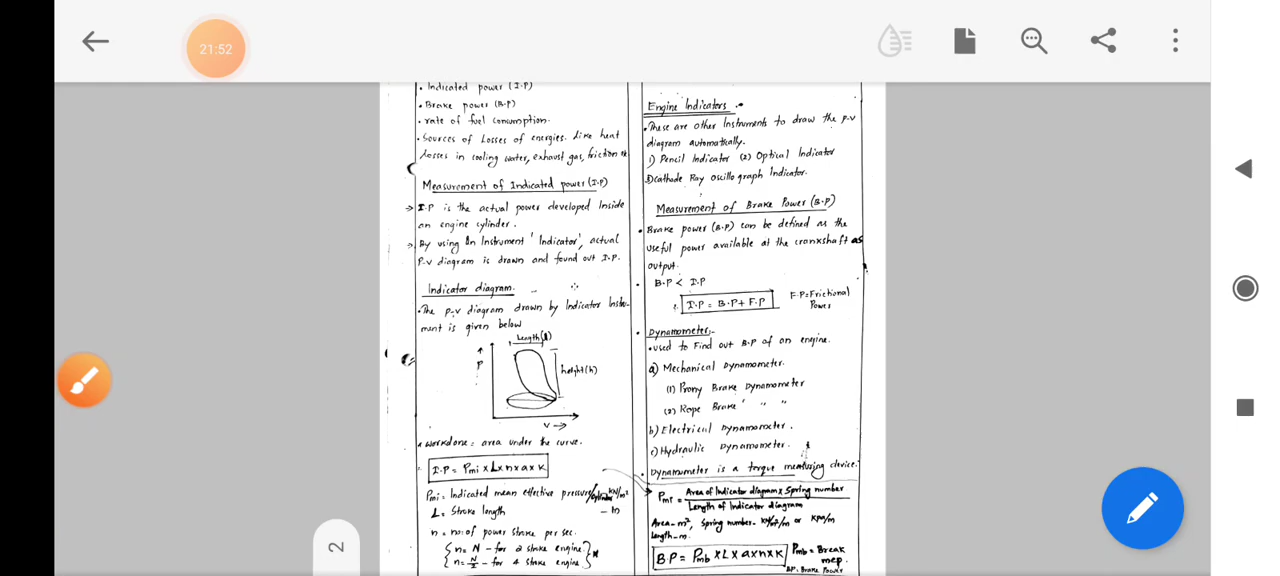 21:52
• Indicated power (I.P)
• Brake power (B.P)
• rate of fuel consumption.
• Sources of Losses of energies. Like heat
Losses in cooling water, exhaust gas, friction
Measurement of Indicated power (I.P)
→ I.P is the actual power developed Inside
an engine cylinder.
→ By using an Instrument 'Indicator', actual
P-V diagram is drawn and found out I.P.
Indicator diagram.
• The P-V diagram drawn by Indicator Instru-
ment is given below
Length(l)
P
height(h)
V →
* Workdone = area under the curve.
I.P = Pmi × L × n × a × K
Pmi = Indicated mean effective pressure/ KN/m²
L = Stroke length - m
n = no: of power stroke per sec.
{ n = N - for 2 stroke engine.
n = N/2 - for 4 stroke engine. }
Engine Indicators
• These are other Instruments to draw the P-V
diagram automatically.
1) Pencil Indicator (2) Optical Indicator
3) Cathode Ray oscillograph Indicator.
Measurement of Brake Power (B.P)
• Brake power (B.P) can be defined as the
useful power available at the crankshaft as
output.
• B.P < I.P
∴ I.P = B.P + F.P F.P = Frictional
Power
• Dynamometer:-
• used to Find out B.P of an engine.
a) Mechanical Dynamometer.
(1) Prony Brake Dynamometer
(2) Rope Brake " "
b) Electrical Dynamometer.
c) Hydraulic Dynamometer.
• Dynamometer is a torque measuring device.
Pmi = Area of Indicator diagram × Spring number
Length of Indicator diagram
Area - m², Spring number - or KPa/m
Length - m
BP = Pmb × L × a × n × K Pmb = Break
mep.
BP = Brake Power
2